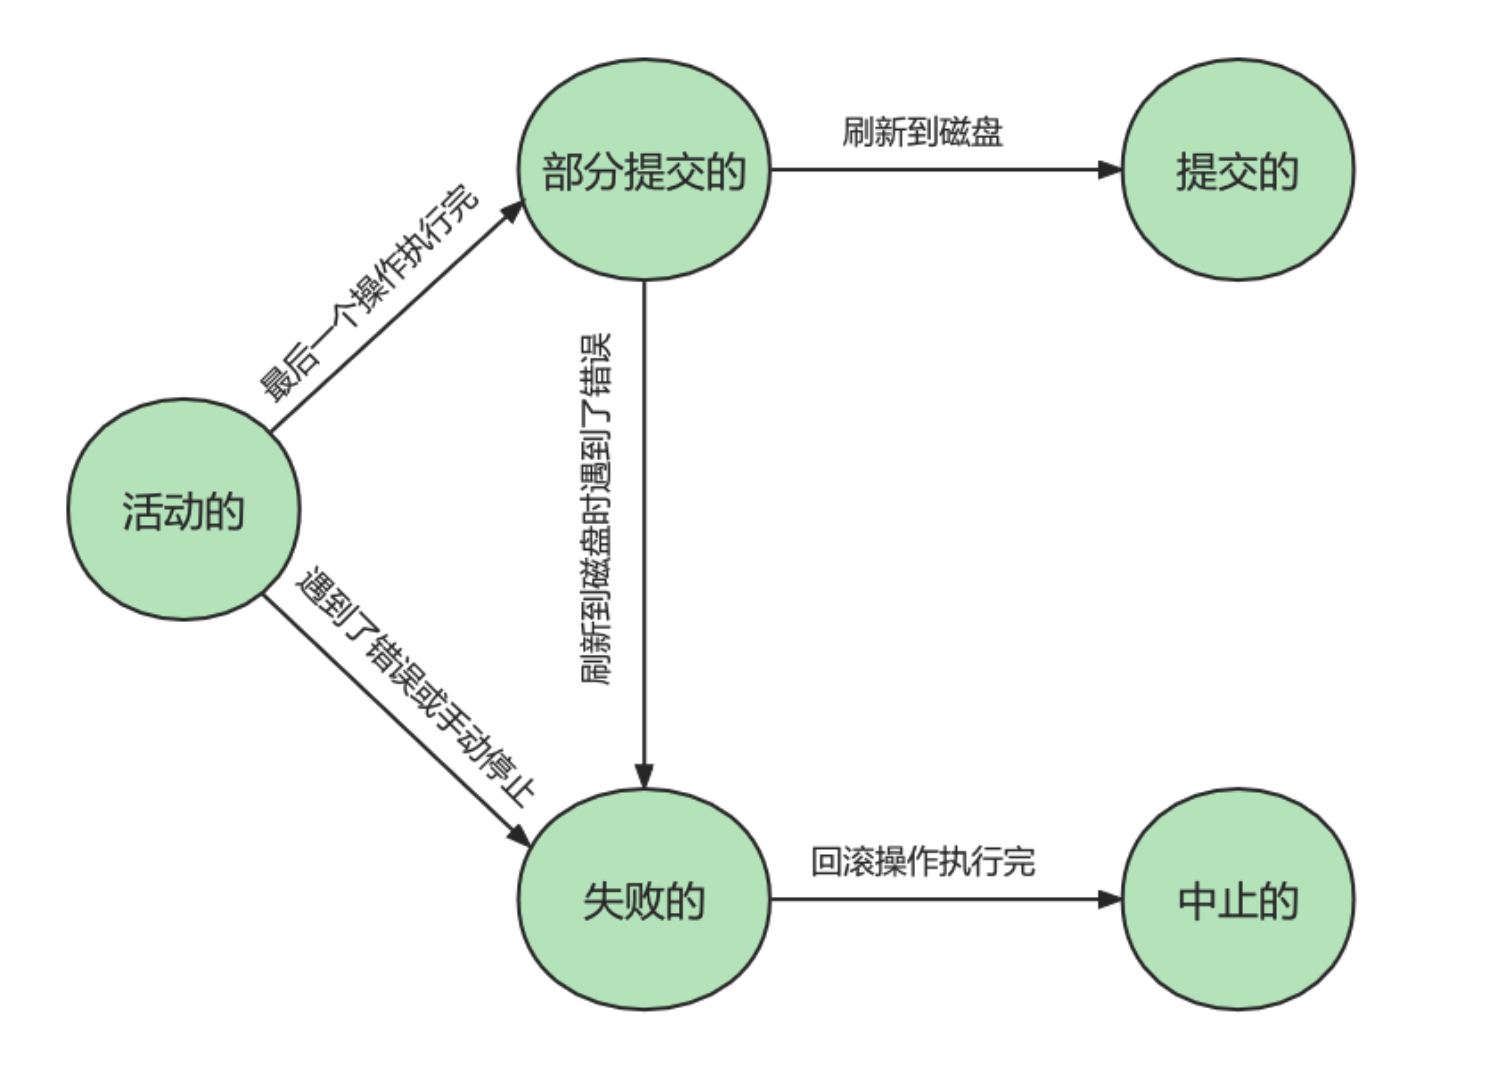 部分提交的
刷新到磁盘
提交的
最后一个操作执行完
刷新到磁盘时遇到了错误
活动的
遇到了错误或手动停止
失败的
回滚操作执行完
中止的